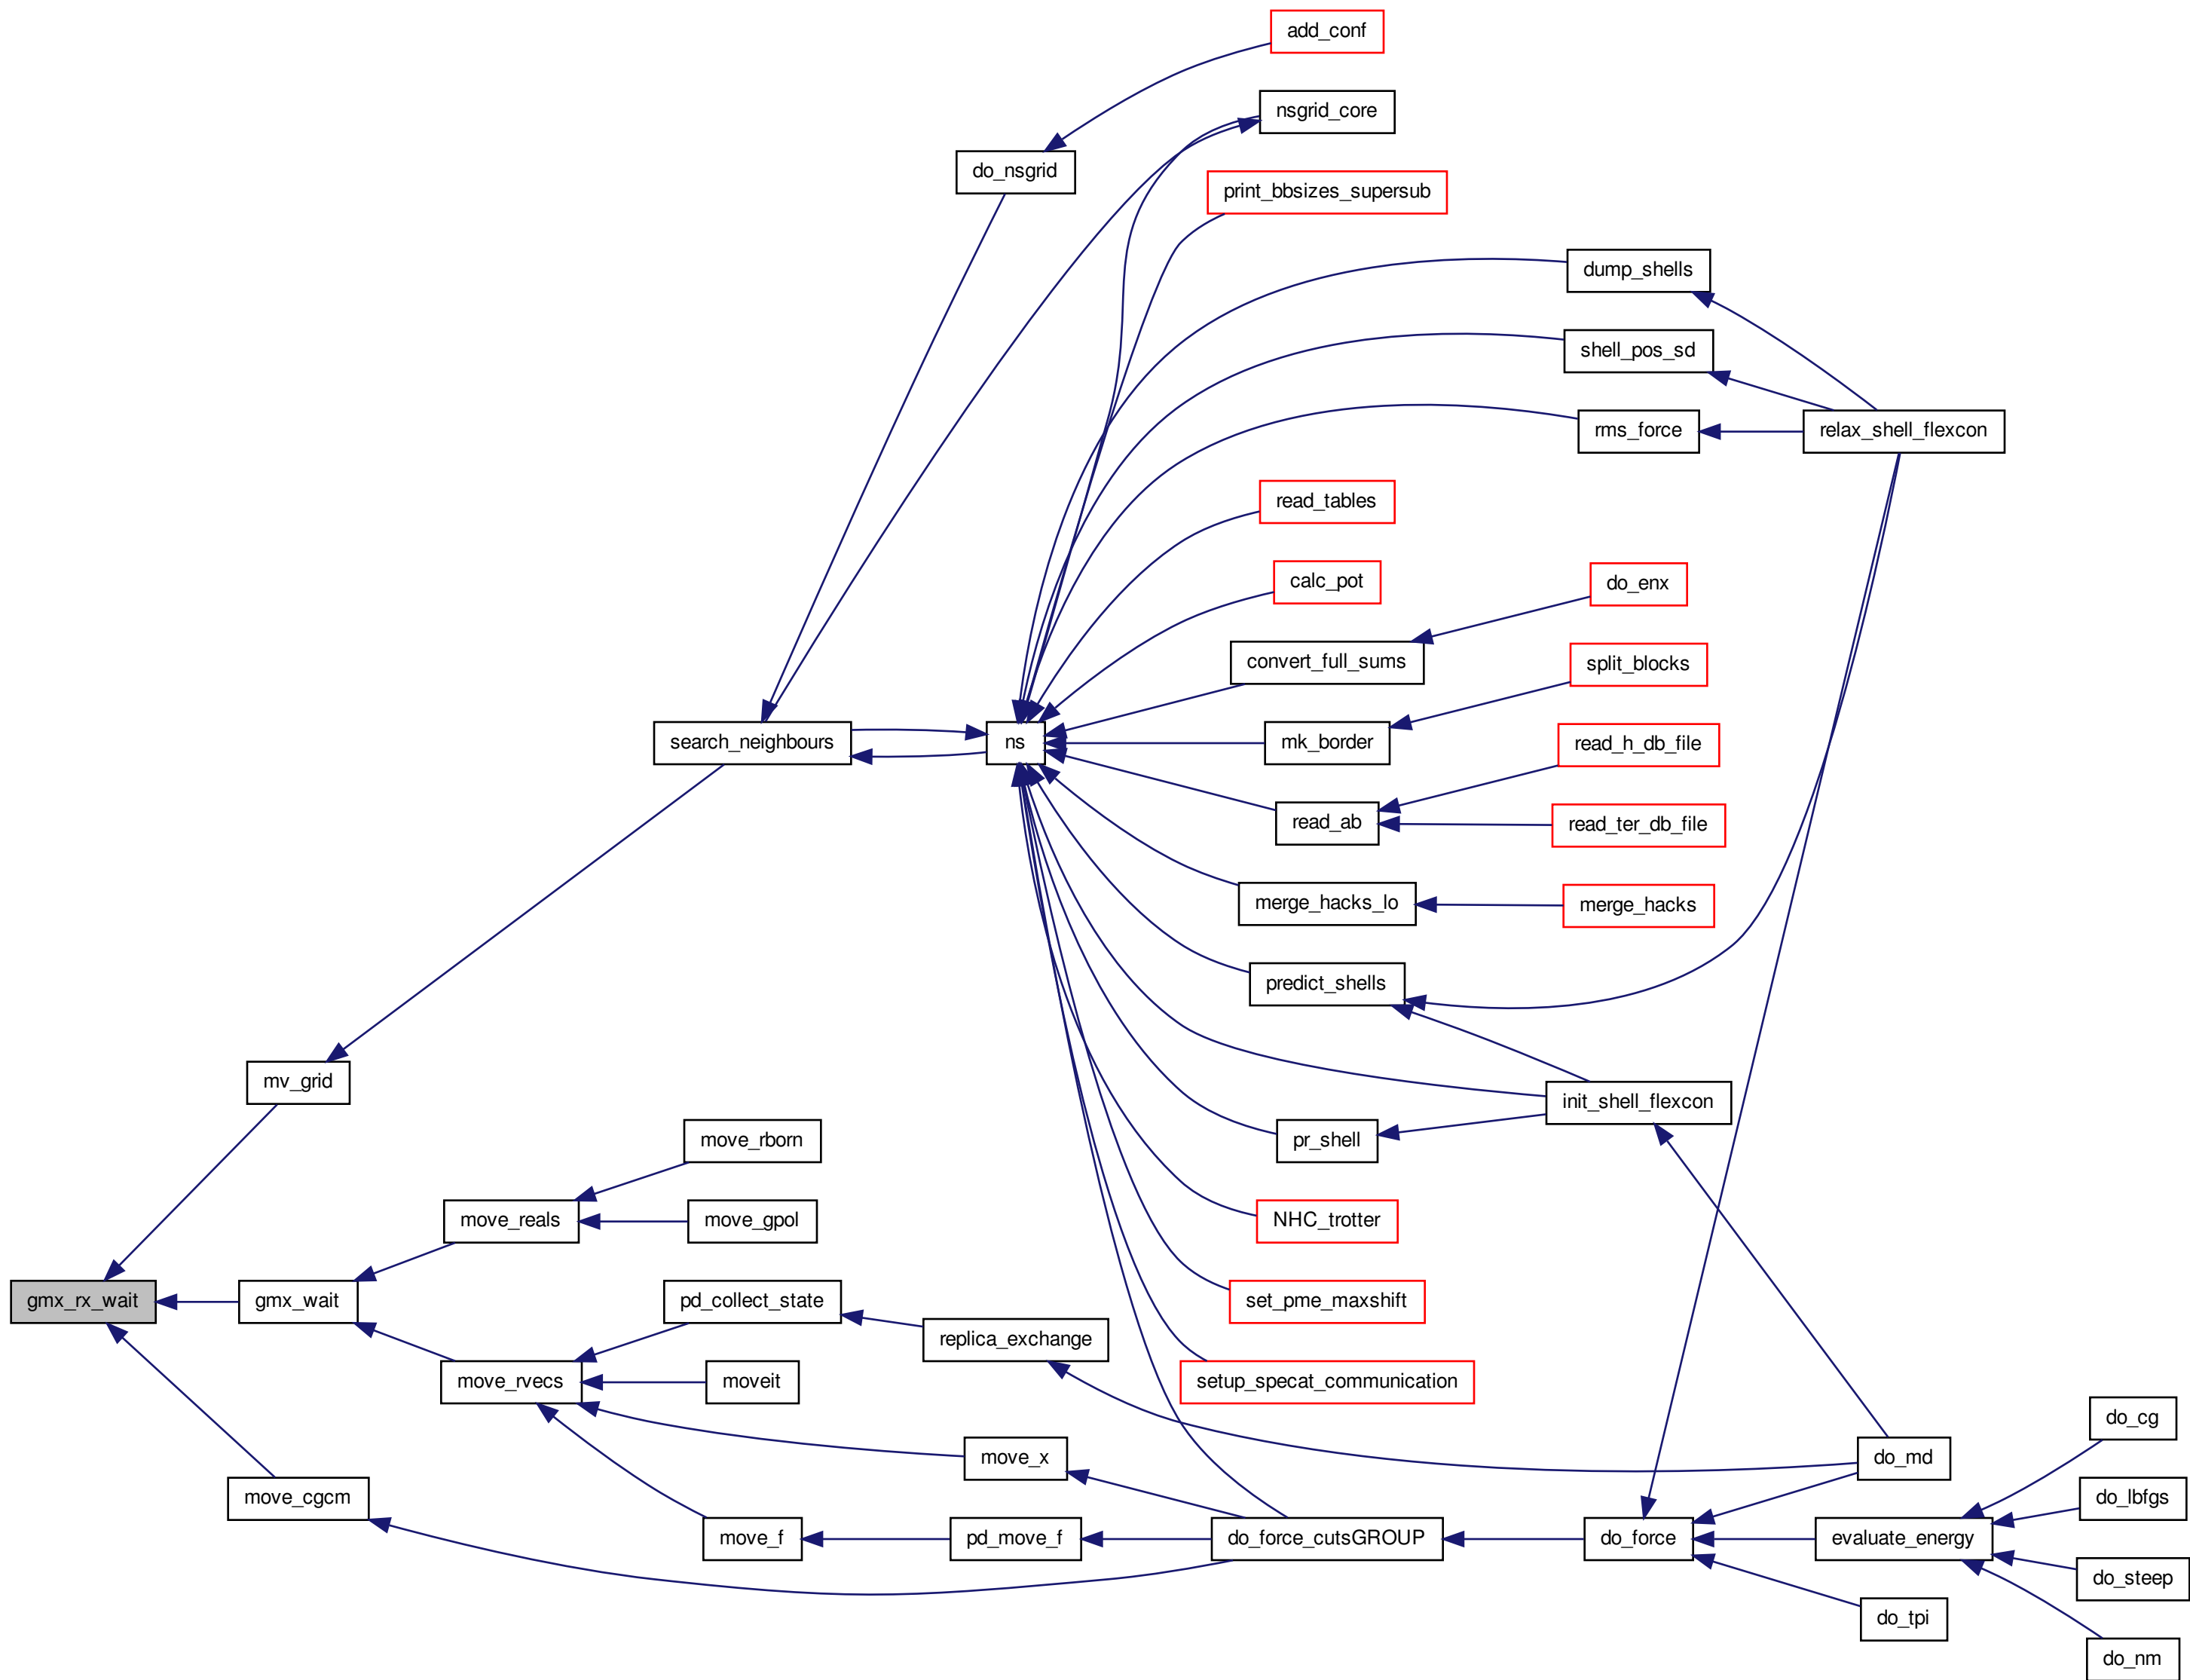 add_conf
nsgrid_core
do_nsgrid
print_bbsizes_supersub
dump_shells
shell_pos_sd
rms_force
relax_shell_flexcon
read_tables
calc_pot
do_enx
convert_full_sums
split_blocks
search_neighbours
ns
mk_border
read_h_db_file
read_ab
read_ter_db_file
merge_hacks_lo
merge_hacks
predict_shells
mv_grid
init_shell_flexcon
move_rborn
pr_shell
move_reals
move_gpol
NHC_trotter
gmx_rx_wait
gmx_wait
pd_collect_state
set_pme_maxshift
replica_exchange
move_rvecs
moveit
setup_specat_communication
do_cg
move_x
do_md
move_cgcm
do_lbfgs
move_f
pd_move_f
do_force_cutsGROUP
do_force
evaluate_energy
do_steep
do_tpi
do_nm